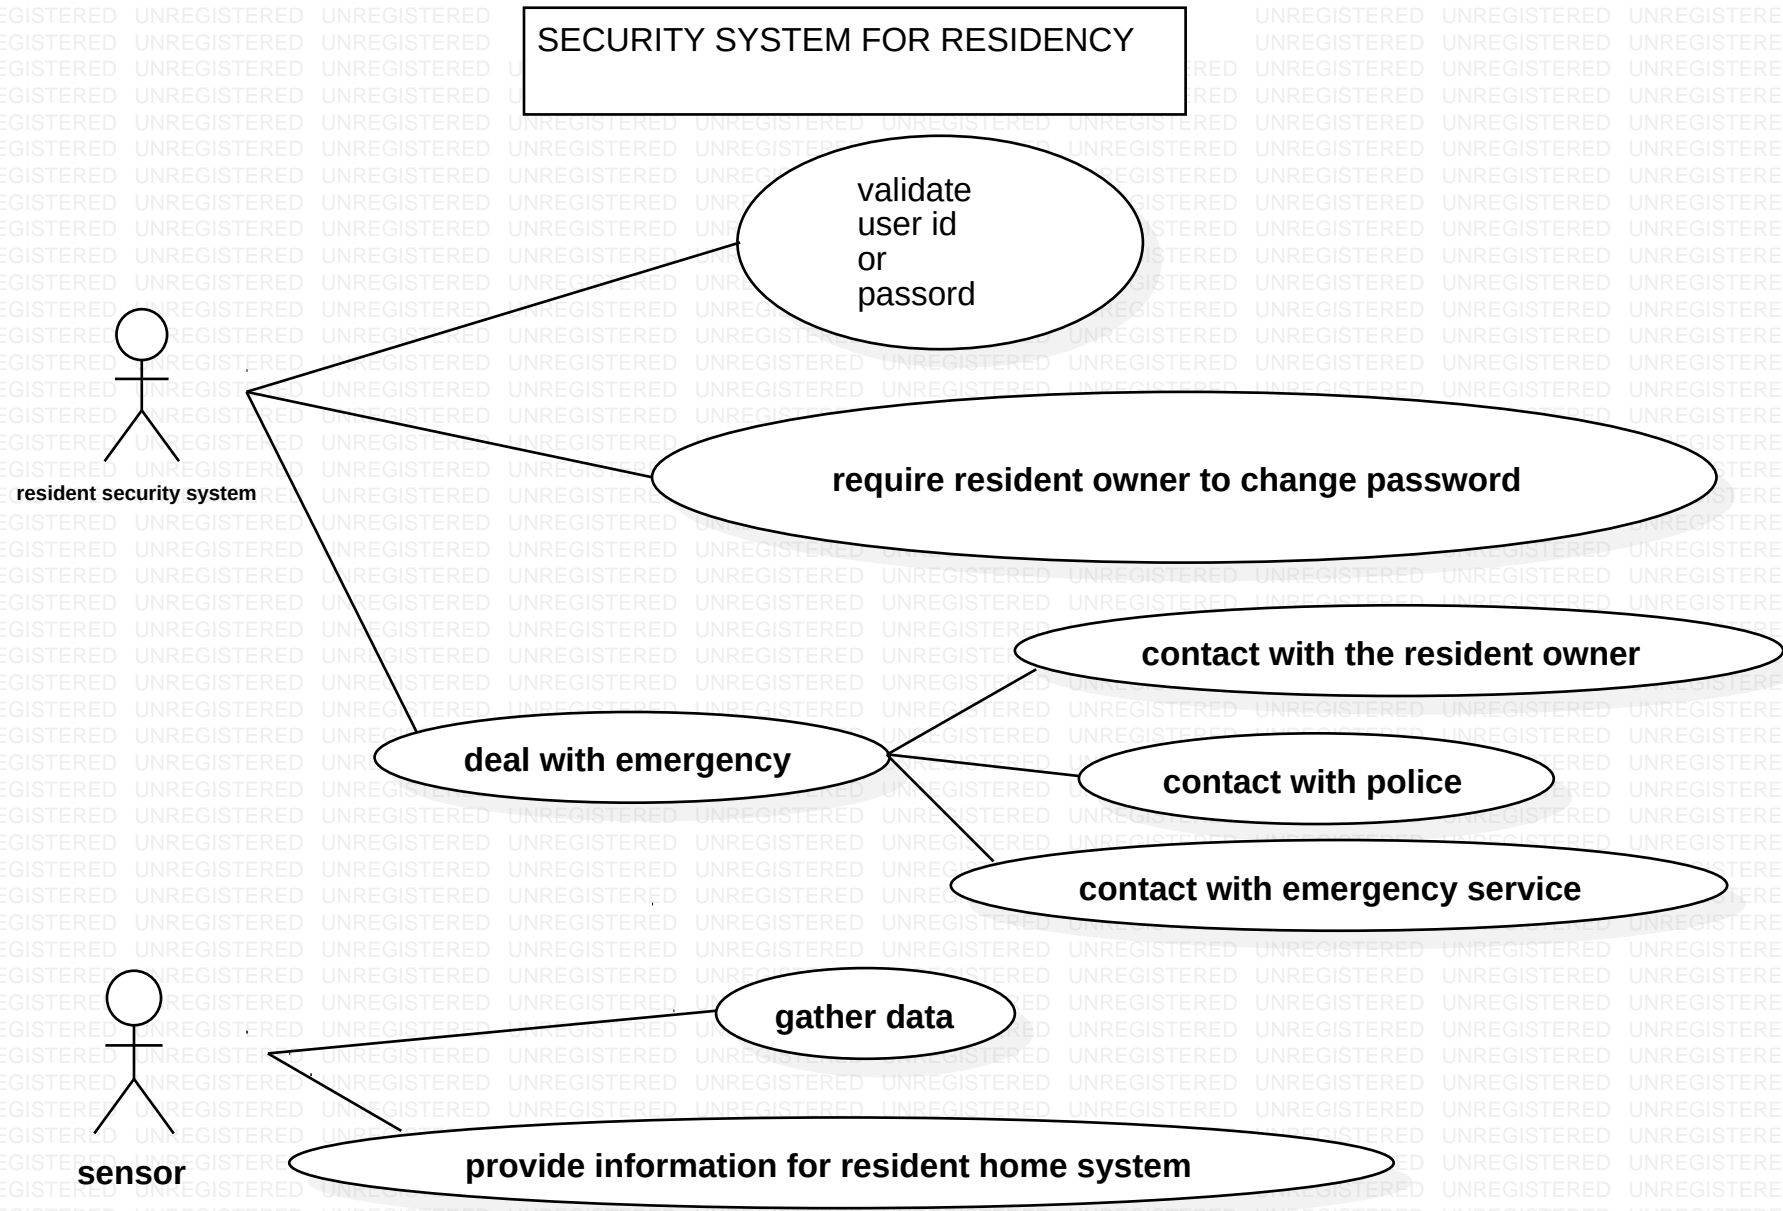 SECURITY SYSTEM FOR RESIDENCY
validate
user id
or
passord
resident security system
require resident owner to change password
contact with the resident owner
deal with emergency
contact with police
contact with emergency service
gather data
sensor
provide information for resident home system
UNREGISTERED